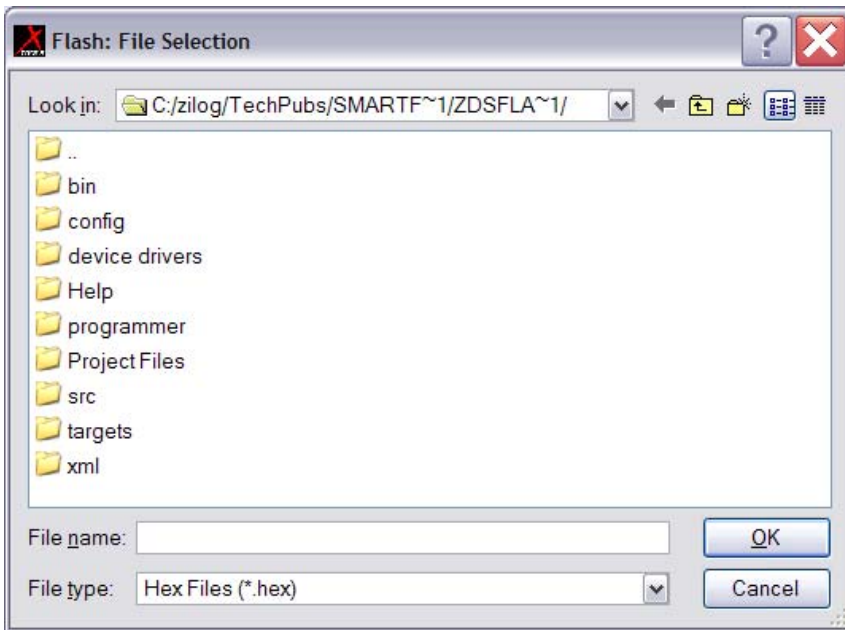 Flash: File Selection
Look in: C:/zilog/TechPubs/SMARTF~1/ZDSFLA~1/
..
bin
config
device drivers
Help
programmer
Project Files
src
targets
xml
File name: OK
File type: Hex Files (*.hex) Cancel